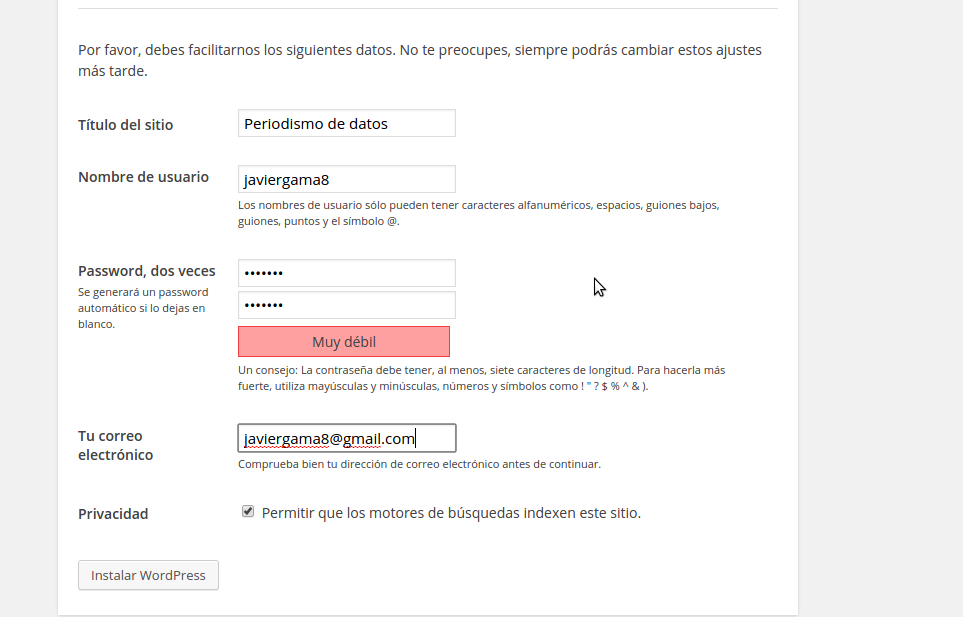 Por favor, debes facilitarnos los siguientes datos. No te preocupes, siempre podrás cambiar estos ajustes
más tarde.
Título del sitio
Periodismo de datos
Nombre de usuario
javiergama8
Los nombres de usuario sólo pueden tener caracteres alfanuméricos, espacios, guiones bajos,
guiones, puntos y el símbolo @.
Password, dos veces
Se generará un password
automático si lo dejas en
blanco.
•••••••
•••••••
Muy débil
Un consejo: La contraseña debe tener, al menos, siete caracteres de longitud. Para hacerla más
fuerte, utiliza mayúsculas y minúsculas, números y símbolos como ! " ? $ % ^ & ).
Tu correo
electrónico
javiergama8@gmail.com
Comprueba bien tu dirección de correo electrónico antes de continuar.
Privacidad
Permitir que los motores de búsquedas indexen este sitio.
Instalar WordPress